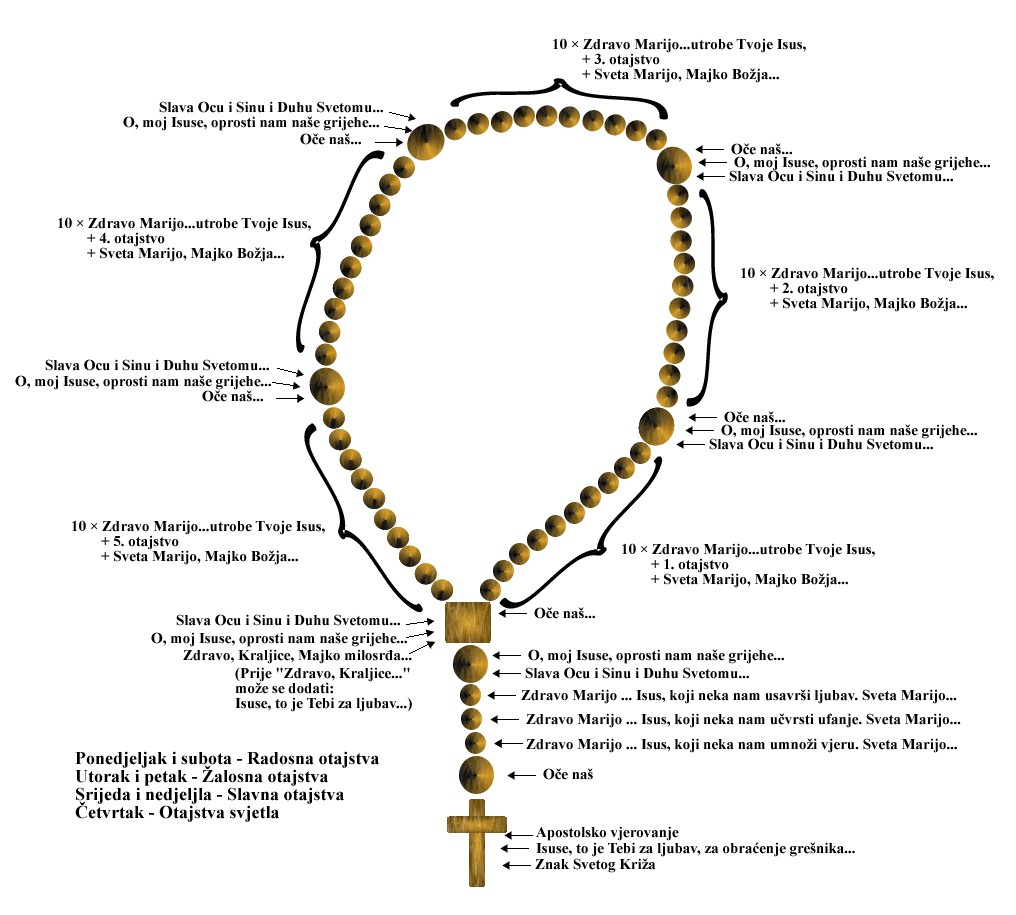 10 × Zdravo Marijo...utrobe Tvoje Isus,
+ 3. otajstvo
+ Sveta Marijo, Majko Božja...
Slava Ocu i Sinu i Duhu Svetomu...
O, moj Isuse, oprosti nam naše grijehe...
Oče naš...
Oče naš...
O, moj Isuse, oprosti nam naše grijehe...
Slava Ocu i Sinu i Duhu Svetomu...
10 × Zdravo Marijo...utrobe Tvoje Isus,
+ 4. otajstvo
+ Sveta Marijo, Majko Božja...
10 × Zdravo Marijo...utrobe Tvoje Isus,
+ 2. otajstvo
+ Sveta Marijo, Majko Božja...
Slava Ocu i Sinu i Duhu Svetomu...
O, moj Isuse, oprosti nam naše grijehe...
Oče naš...
Oče naš...
O, moj Isuse, oprosti nam naše grijehe...
Slava Ocu i Sinu i Duhu Svetomu...
10 × Zdravo Marijo...utrobe Tvoje Isus,
+ 5. otajstvo
+ Sveta Marijo, Majko Božja...
10 × Zdravo Marijo...utrobe Tvoje Isus,
+ 1. otajstvo
+ Sveta Marijo, Majko Božja...
Slava Ocu i Sinu i Duhu Svetomu...
O, moj Isuse, oprosti nam naše grijehe...
Zdravo, Kraljice, Majko milosrđa...
(Prije "Zdravo, Kraljice..."
može se dodati:
Isuse, to je Tebi za ljubav...)
Oče naš...
O, moj Isuse, oprosti nam naše grijehe...
Slava Ocu i Sinu i Duhu Svetomu...
Zdravo Marijo ... Isus, koji neka nam usavrši ljubav. Sveta Marijo...
Zdravo Marijo ... Isus, koji neka nam učvrsti ufanje. Sveta Marijo...
Zdravo Marijo ... Isus, koji neka nam umnoži vjeru. Sveta Marijo...
Oče naš
Ponedjeljak i subota - Radosna otajstva
Utorak i petak - Žalosna otajstva
Srijeda i nedjeljla - Slavna otajstva
Četvrtak - Otajstva svjetla
Apostolsko vjerovanje
Isuse, to je Tebi za ljubav, za obraćenje grešnika...
Znak Svetog Križa